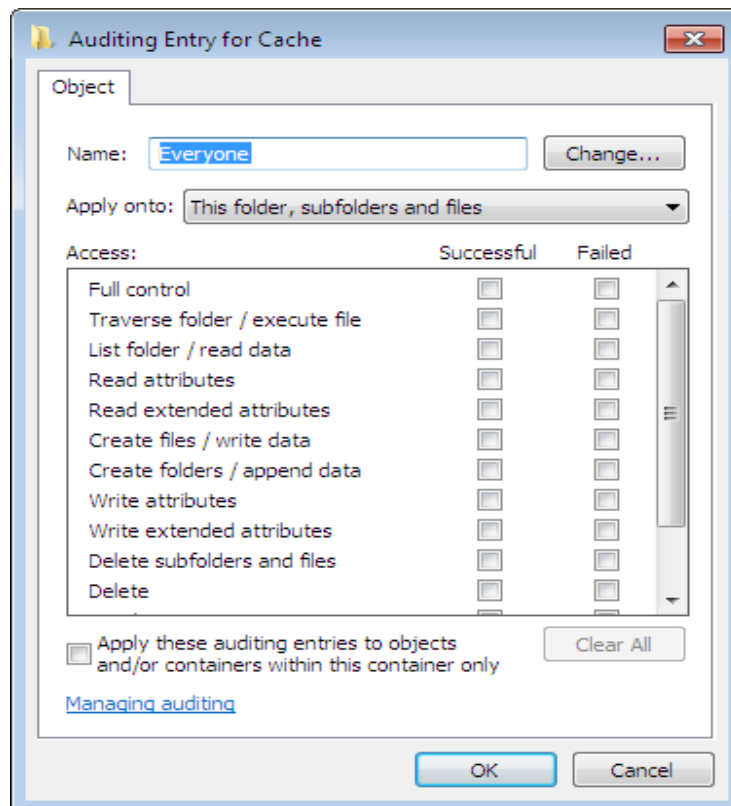 Auditing Entry for Cache
Object
Name: Everyone Change...
Apply onto: This folder, subfolders and files
Access: Successful Failed
Full control
Traverse folder / execute file
List folder / read data
Read attributes
Read extended attributes
Create files / write data
Create folders / append data
Write attributes
Write extended attributes
Delete subfolders and files
Delete
Apply these auditing entries to objects
and/or containers within this container only
Clear All
Managing auditing
OK Cancel